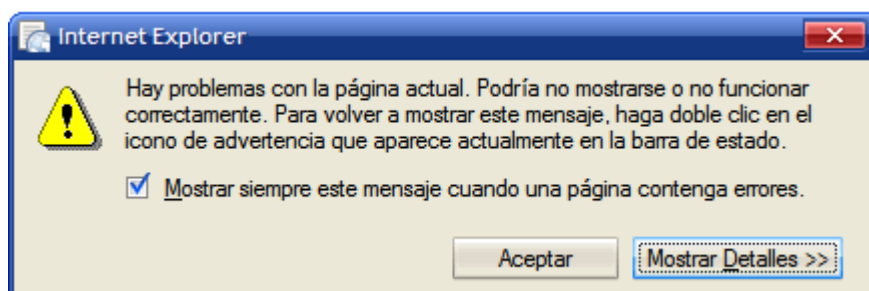 Internet Explorer
Hay problemas con la página actual. Podría no mostrarse o no funcionar
correctamente. Para volver a mostrar este mensaje, haga doble clic en el
icono de advertencia que aparece actualmente en la barra de estado.
Mostrar siempre este mensaje cuando una página contenga errores.
Aceptar
Mostrar Detalles >>